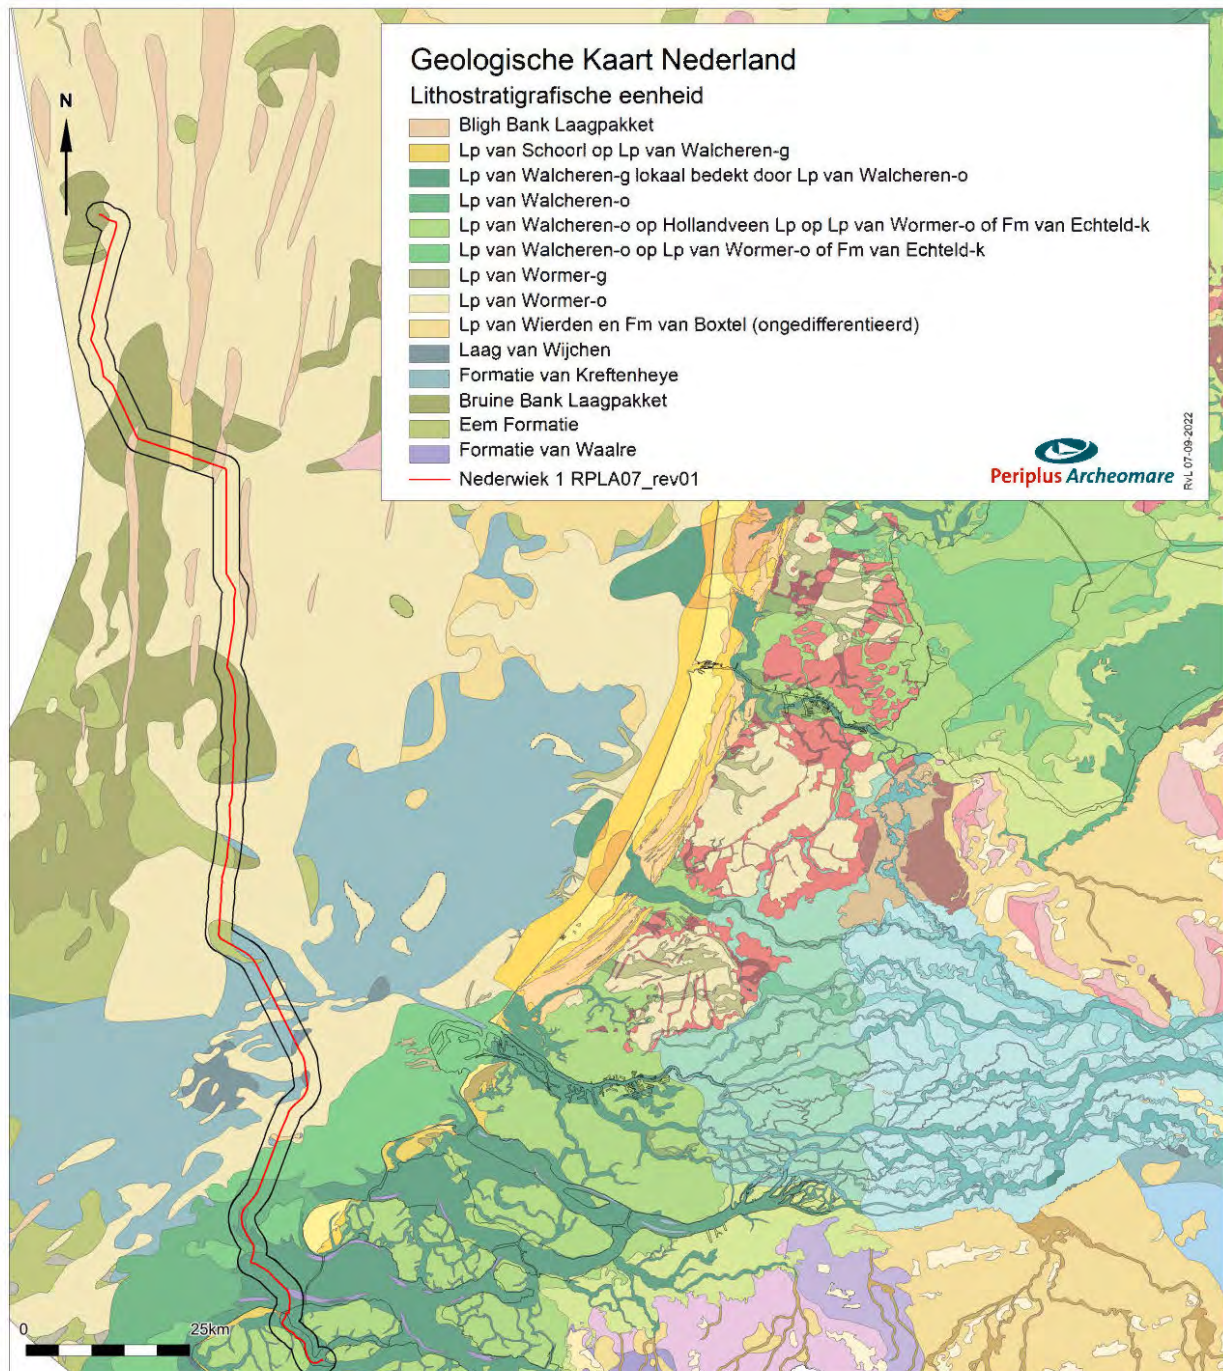 Geologische Kaart Nederland
Lithostratigrafische eenheid
Bligh Bank Laagpakket
Lp van Schoorl op Lp van Walcheren-g
Lp van Walcheren-g lokaal bedekt door Lp van Walcheren-o
Lp van Walcheren-o
Lp van Walcheren-o op Hollandveen Lp op Lp van Wormer-o of Fm van Echteld-k
Lp van Walcheren-o op Lp van Wormer-o of Fm van Echteld-k
Lp van Wormer-g
Lp van Wormer-o
Lp van Wierden en Fm van Boxtel (ongedifferentieerd)
Laag van Wijchen
Formatie van Kreftenheye
Bruine Bank Laagpakket
Eem Formatie
Formatie van Waalre
Nederwiek 1 RPLA07_rev01
Periplus Archeomare
RvL 07-09-2022
N
0 25km